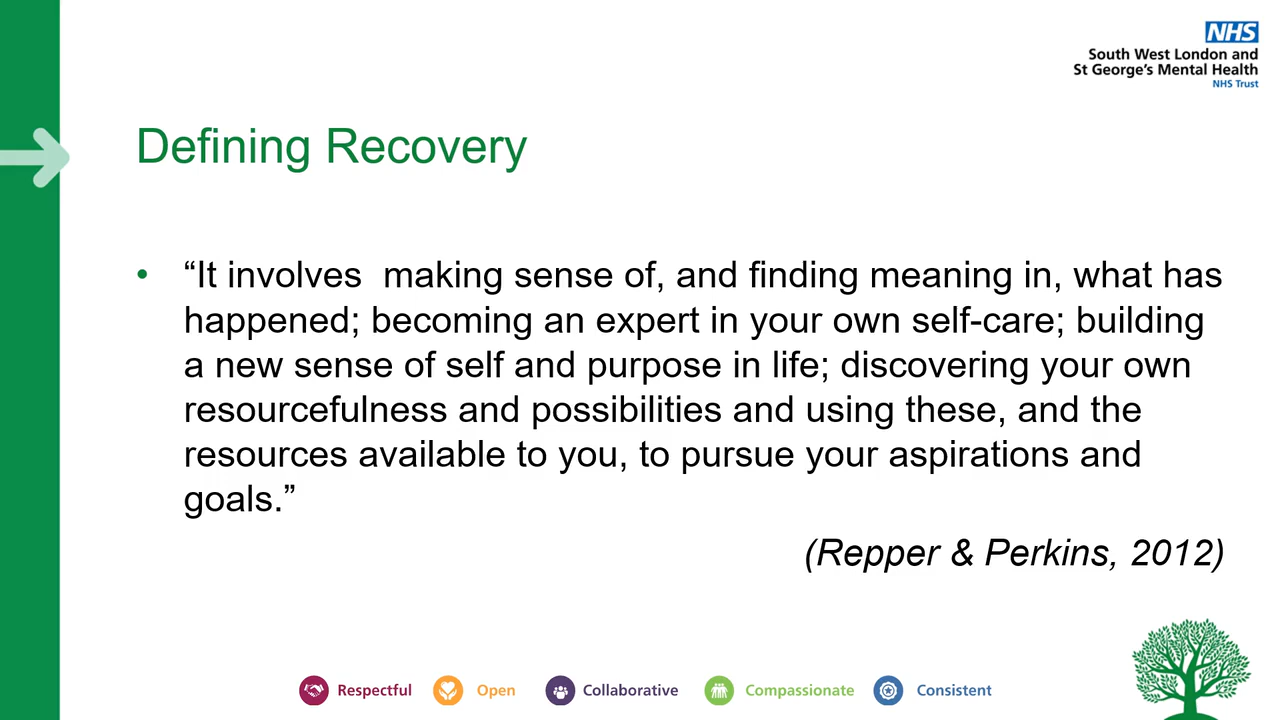 NHS
South West London and
St George's Mental Health
NHS Trust
Defining Recovery
• “It involves  making sense of, and finding meaning in, what has
happened; becoming an expert in your own self-care; building
a new sense of self and purpose in life; discovering your own
resourcefulness and possibilities and using these, and the
resources available to you, to pursue your aspirations and
goals.”
(Repper & Perkins, 2012)
Respectful Open Collaborative Compassionate Consistent